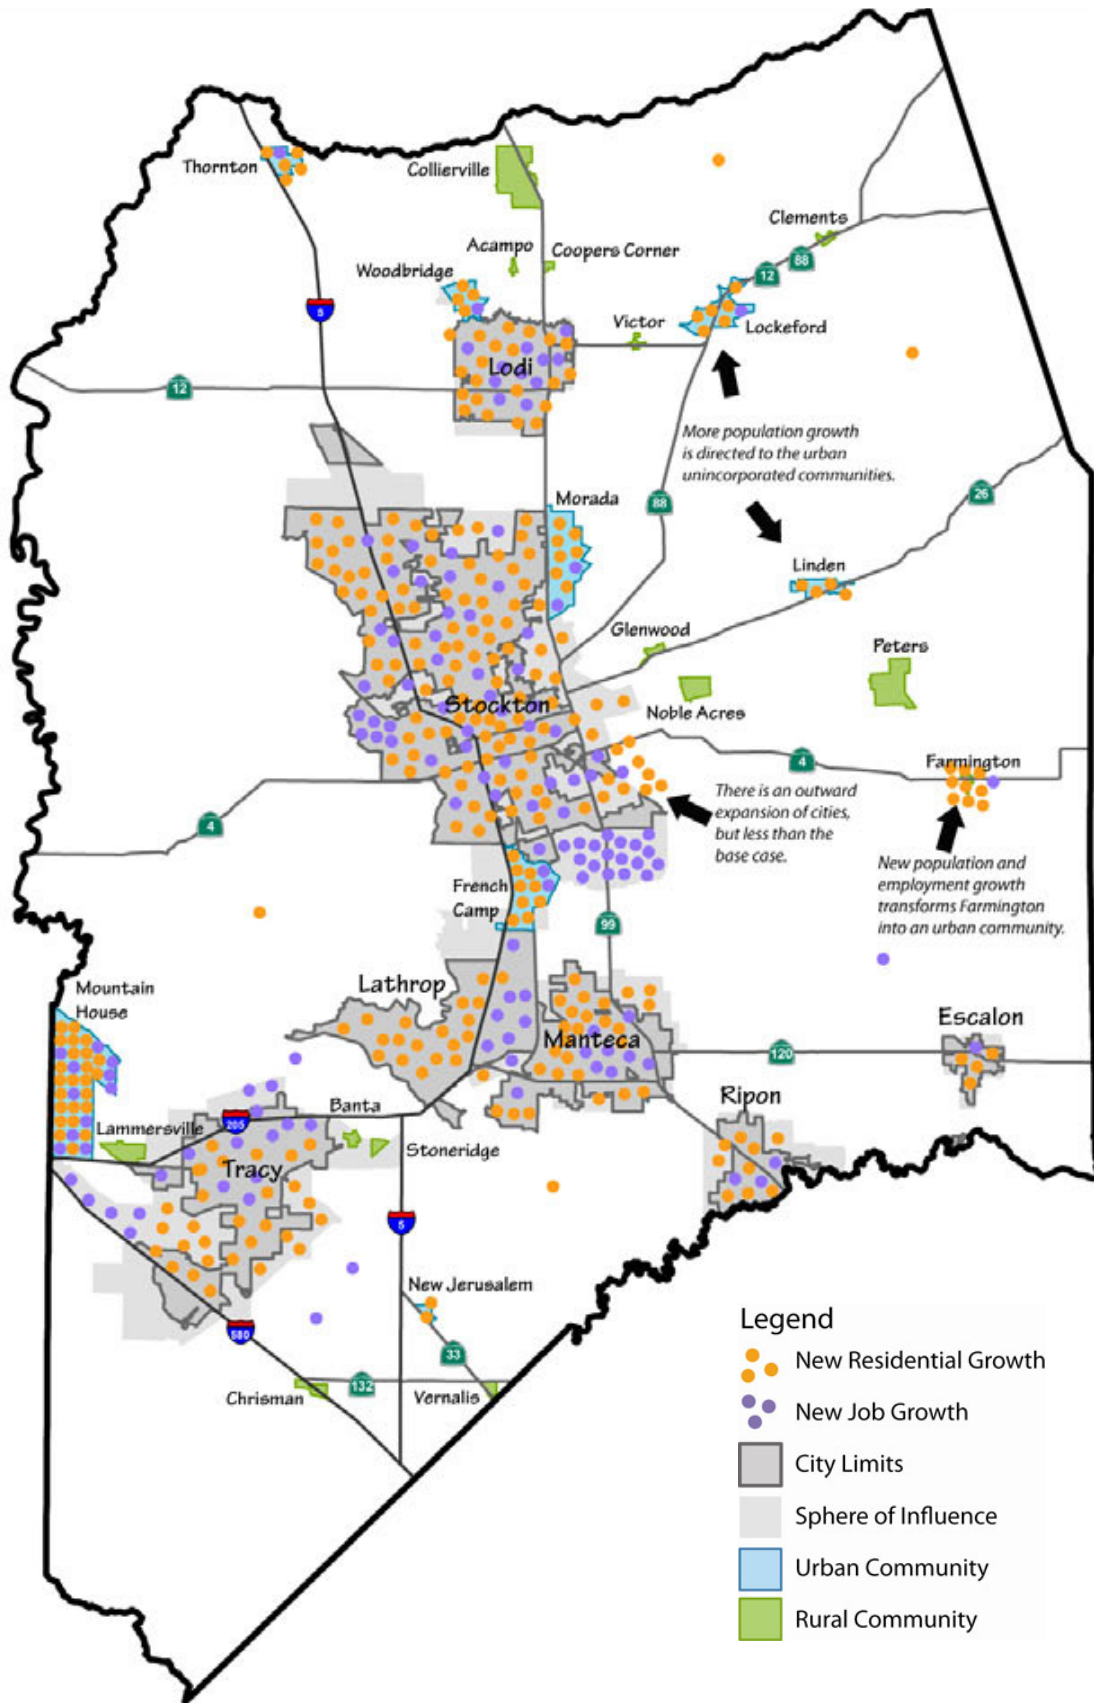 Thornton
Collierville
Clements
Acampo
Coopers Corner
88
12
Woodbridge
5
Victor
Lockeford
Lodi
12
More population growth
is directed to the urban
unincorporated communities.
26
88
Morada
Linden
Glenwood
Peters
Stockton
Noble Acres
4
Farmington
There is an outward
expansion of cities,
but less than the
base case.
4
New population and
employment growth
transforms Farmington
into an urban community.
French
Camp
99
Lathrop
Mountain
House
Escalon
Manteca
120
Ripon
Banta
205
Lammersville
Stoneridge
Tracy
5
New Jerusalem
580
33
132
Chrisman
Vernalis
Legend
New Residential Growth
New Job Growth
City Limits
Sphere of Influence
Urban Community
Rural Community